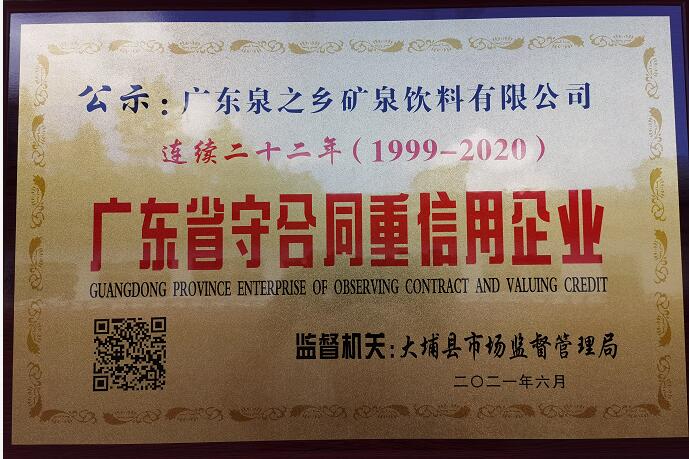 公示:广东泉之乡矿泉饮料有限公司
连续二十二年(1999-2020)
广东省守合同重信用企业
GUANGDONG PROVINCE ENTERPRISE OF OBSERVING CONTRACT AND VALUING CREDIT
监督机关:大埔县市场监督管理局
二〇二一年六月